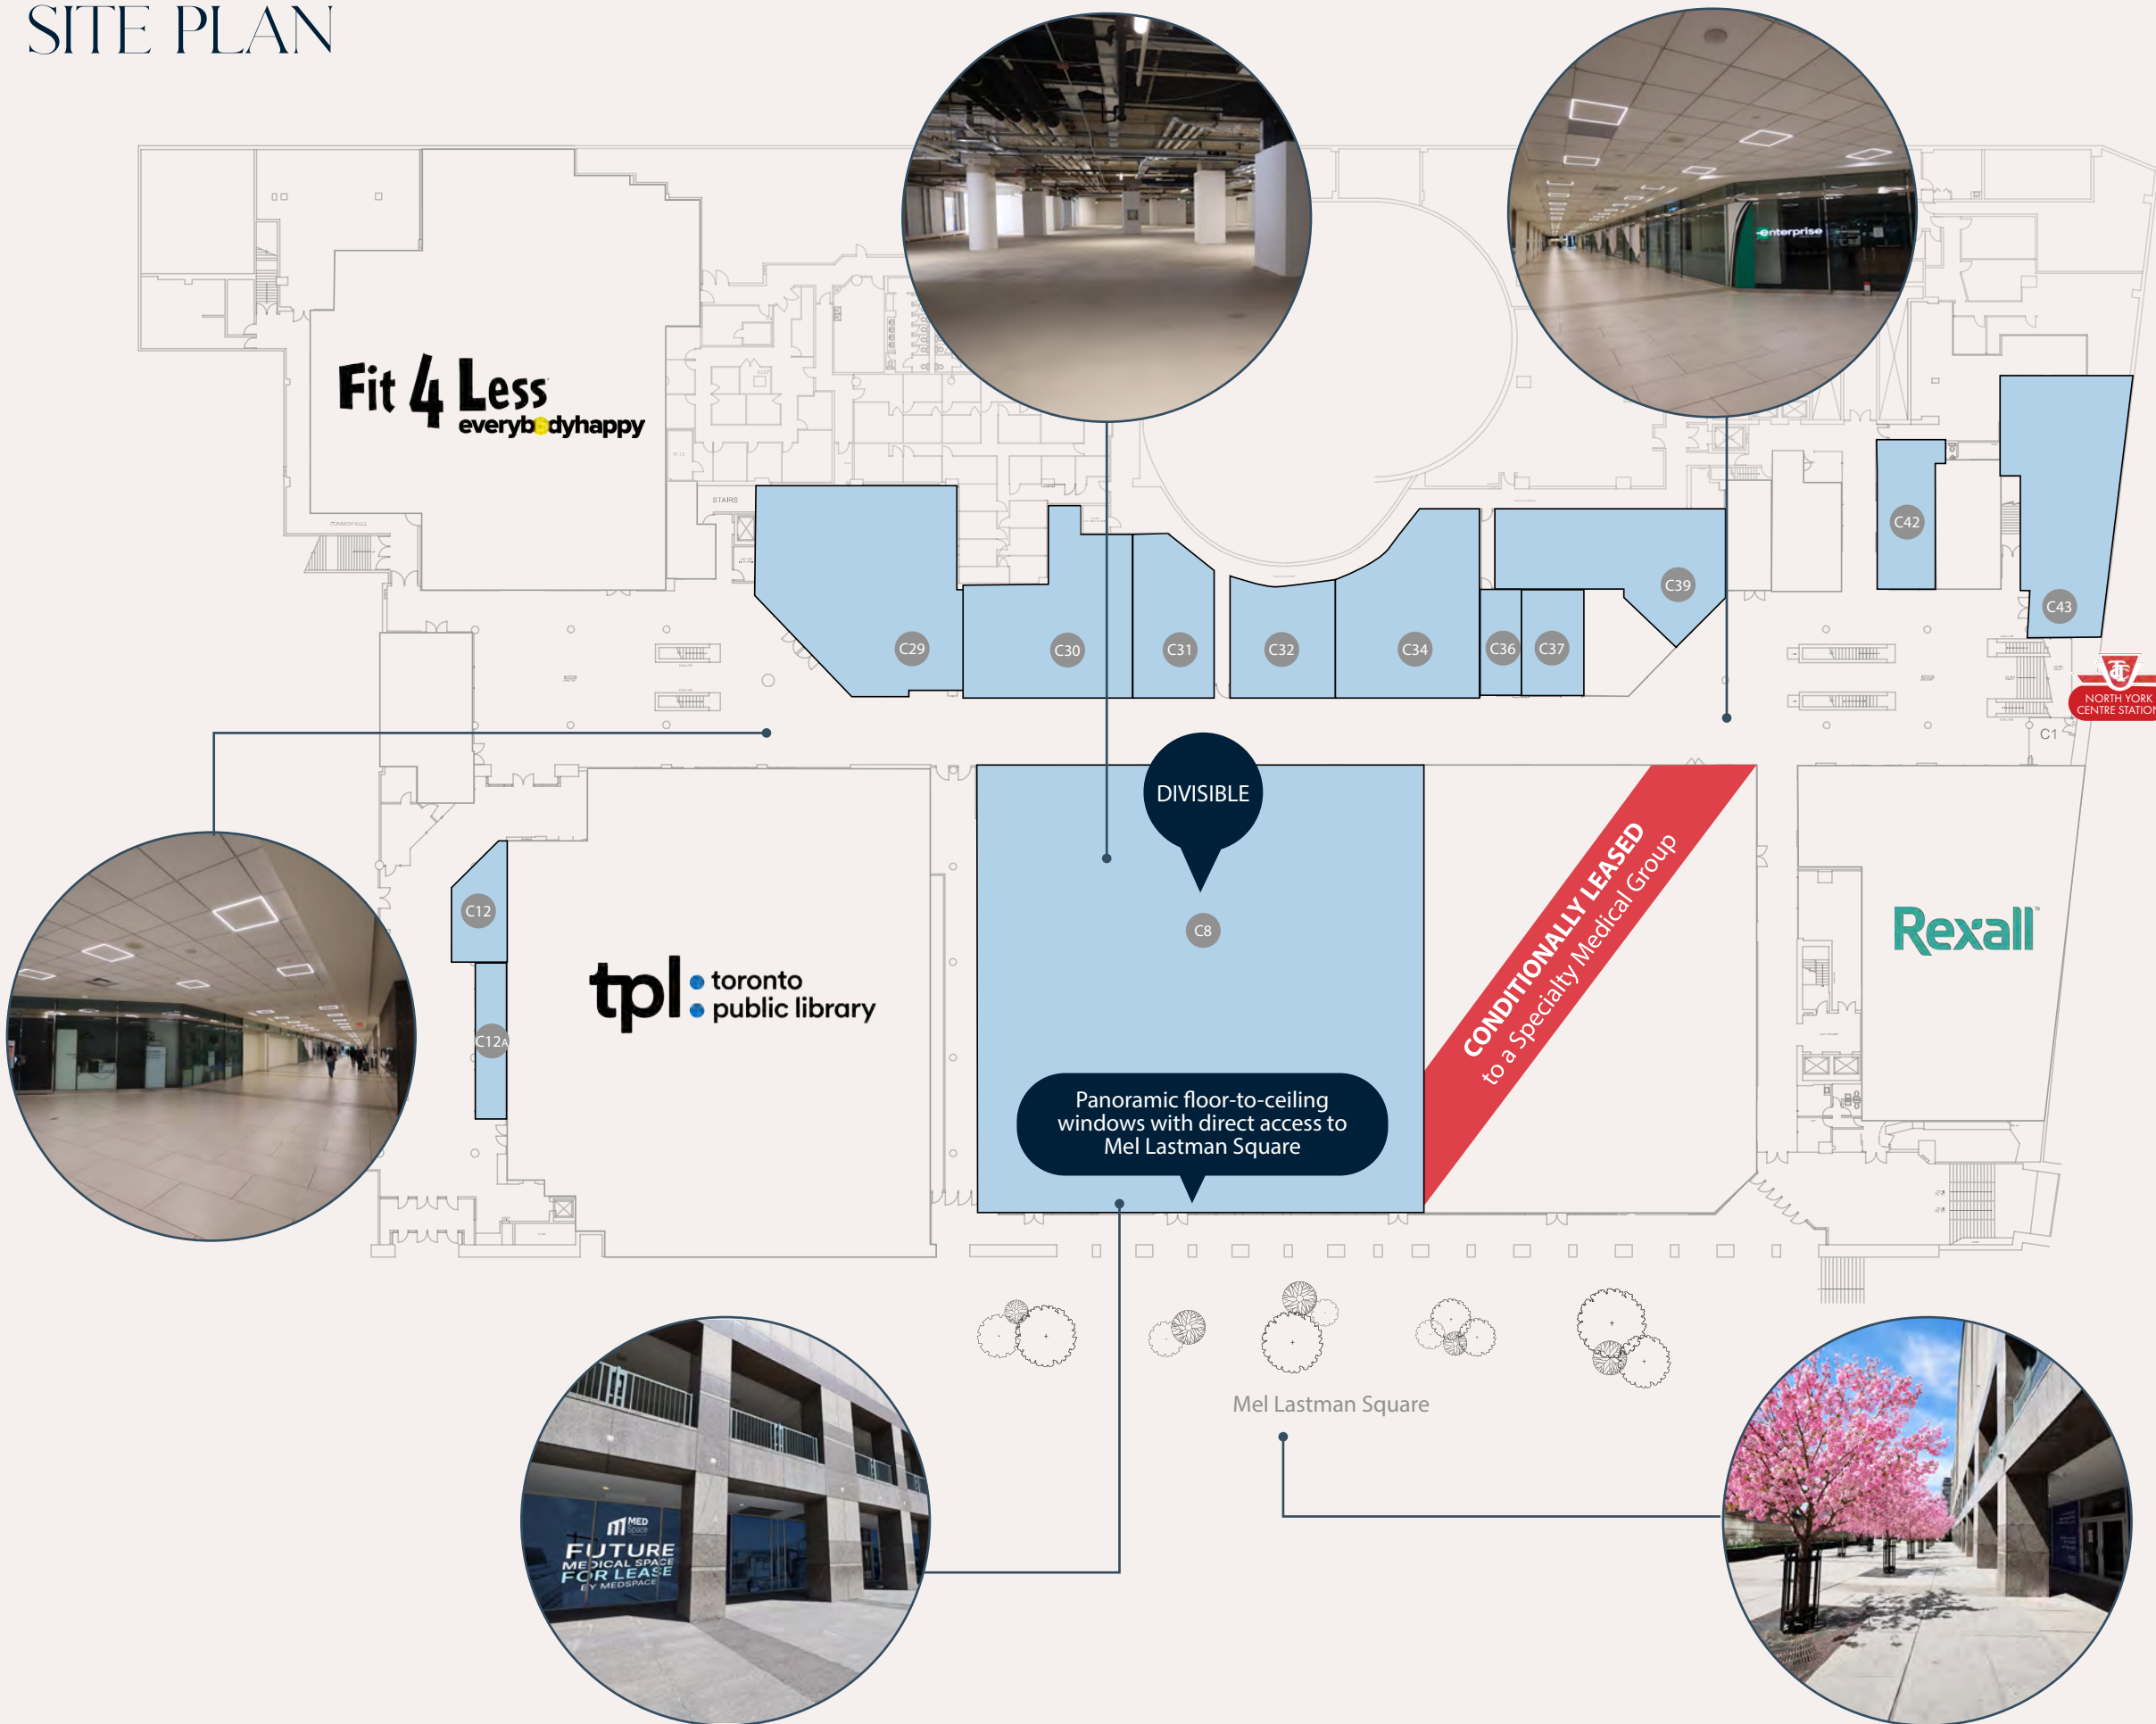 SITE PLAN
enterprise
Fit 4 Less
everybodyhappy
STAIRS
C29
C30
C31
C32
C34
C36
C37
C39
C42
C43
NORTH YORK
CENTRE STATION
C1
DIVISIBLE
C8
C12
C12A
tpl: toronto
public library
Panoramic floor-to-ceiling
windows with direct access to
Mel Lastman Square
CONDITIONALLY LEASED
to a Specialty Medical Group
Rexall™
Mel Lastman Square
MED
Space
FUTURE
MEDICAL SPACE
FOR LEASE
BY MEDSPACE